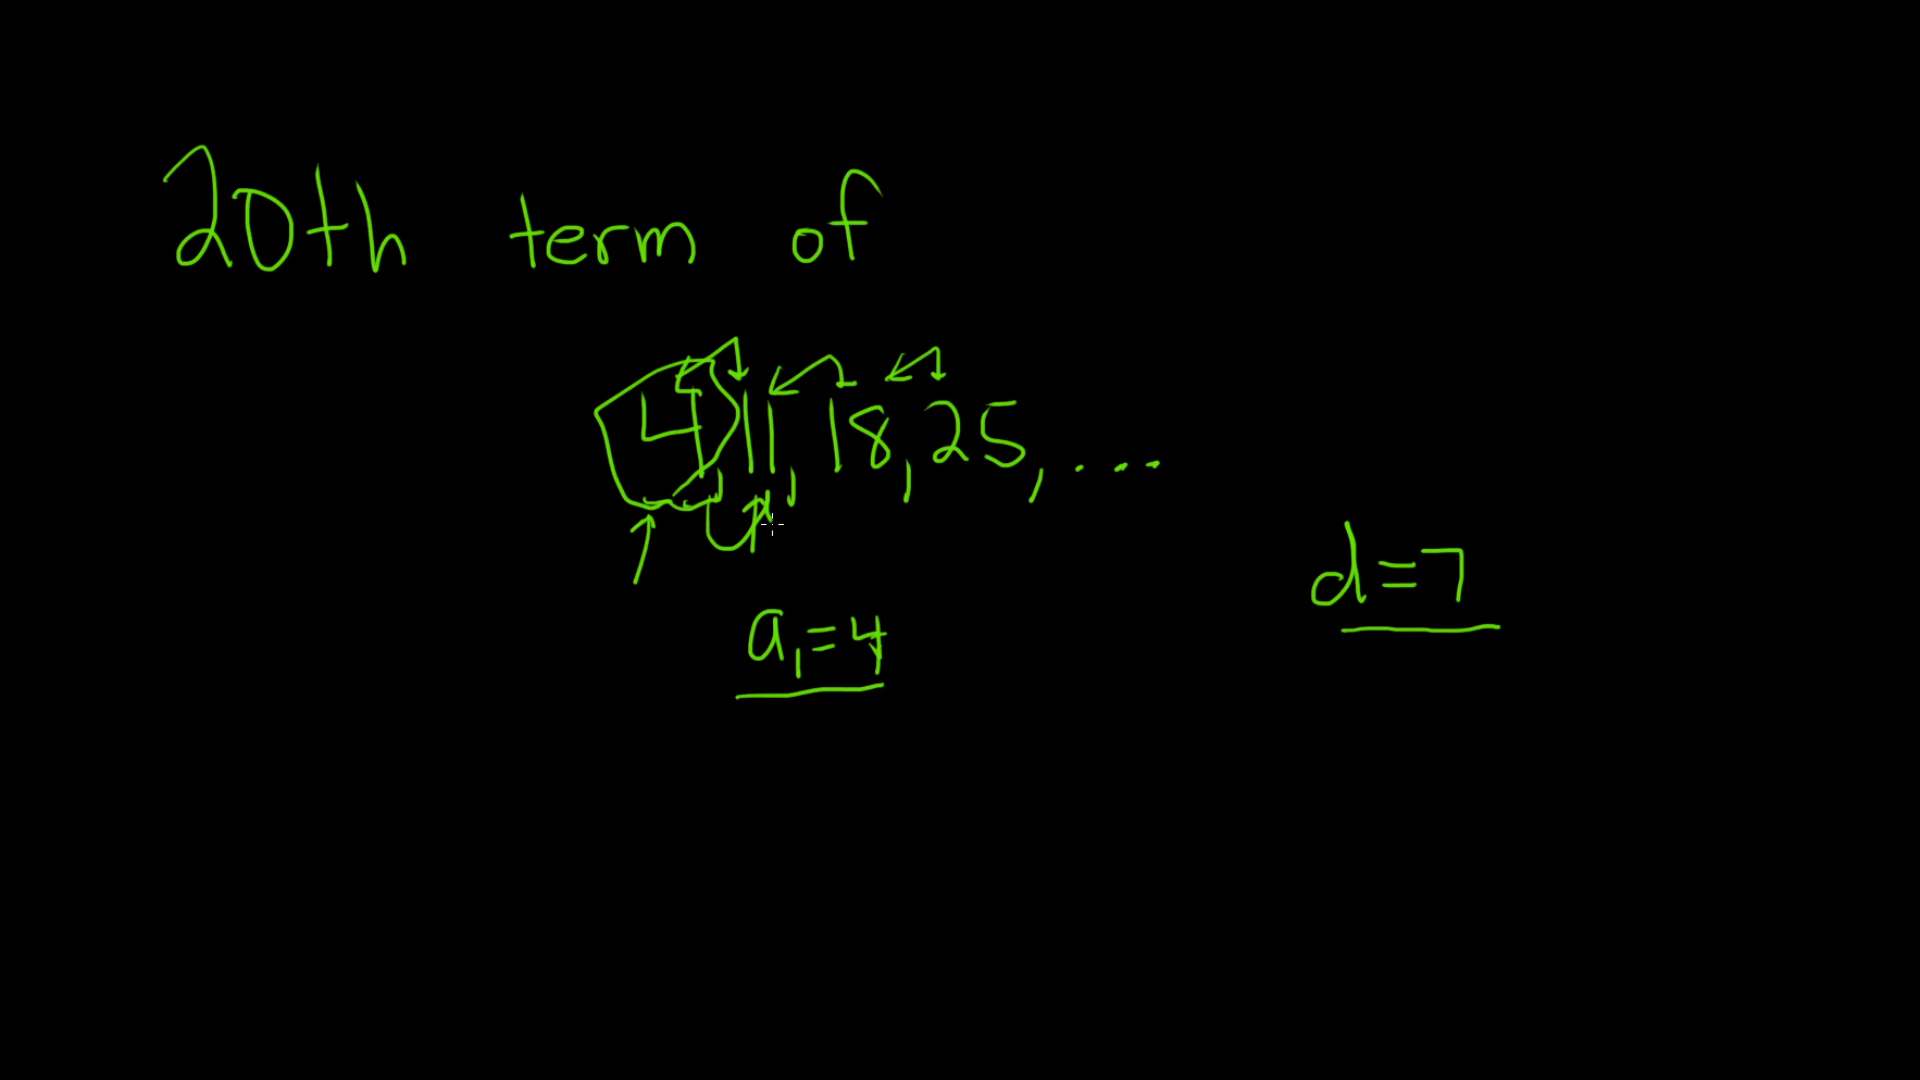 20th term of
4, 11, 18, 25, ....
d=7
a₁=4